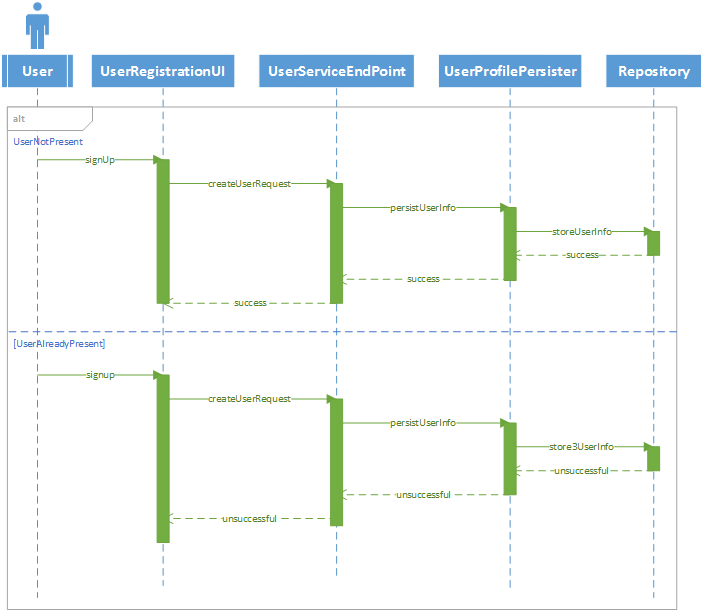 User
UserRegistrationUI
UserServiceEndPoint
UserProfilePersister
Repository
alt
UserNotPresent
signUp
createUserRequest
persistUserInfo
storeUserInfo
success
success
success
[UserAlreadyPresent]
signup
createUserRequest
persistUserInfo
store3UserInfo
unsuccessful
unsuccessful
unsuccessful